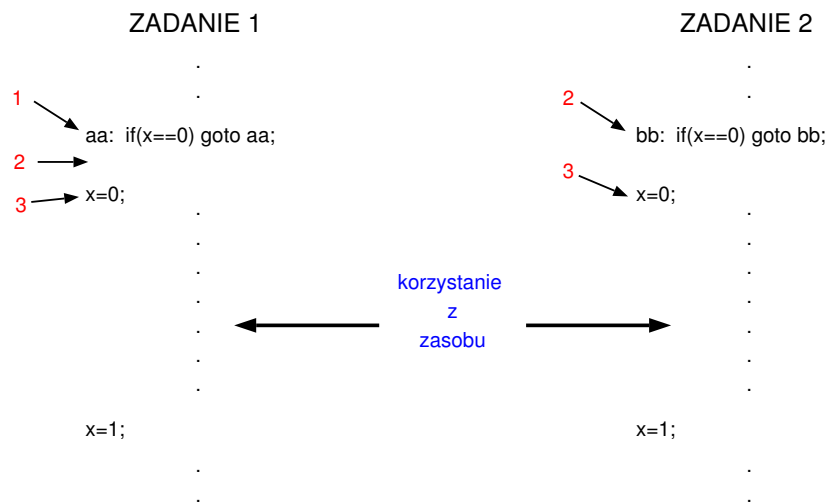 ZADANIE 1
ZADANIE 2
.
.
.
.
1
2
aa: if(x==0) goto aa;
bb: if(x==0) goto bb;
2
3
3
x=0;
x=0;
.
.
.
.
.
.
korzystanie
z
zasobu
.
.
.
.
.
.
.
.
x=1;
x=1;
.
.
.
.